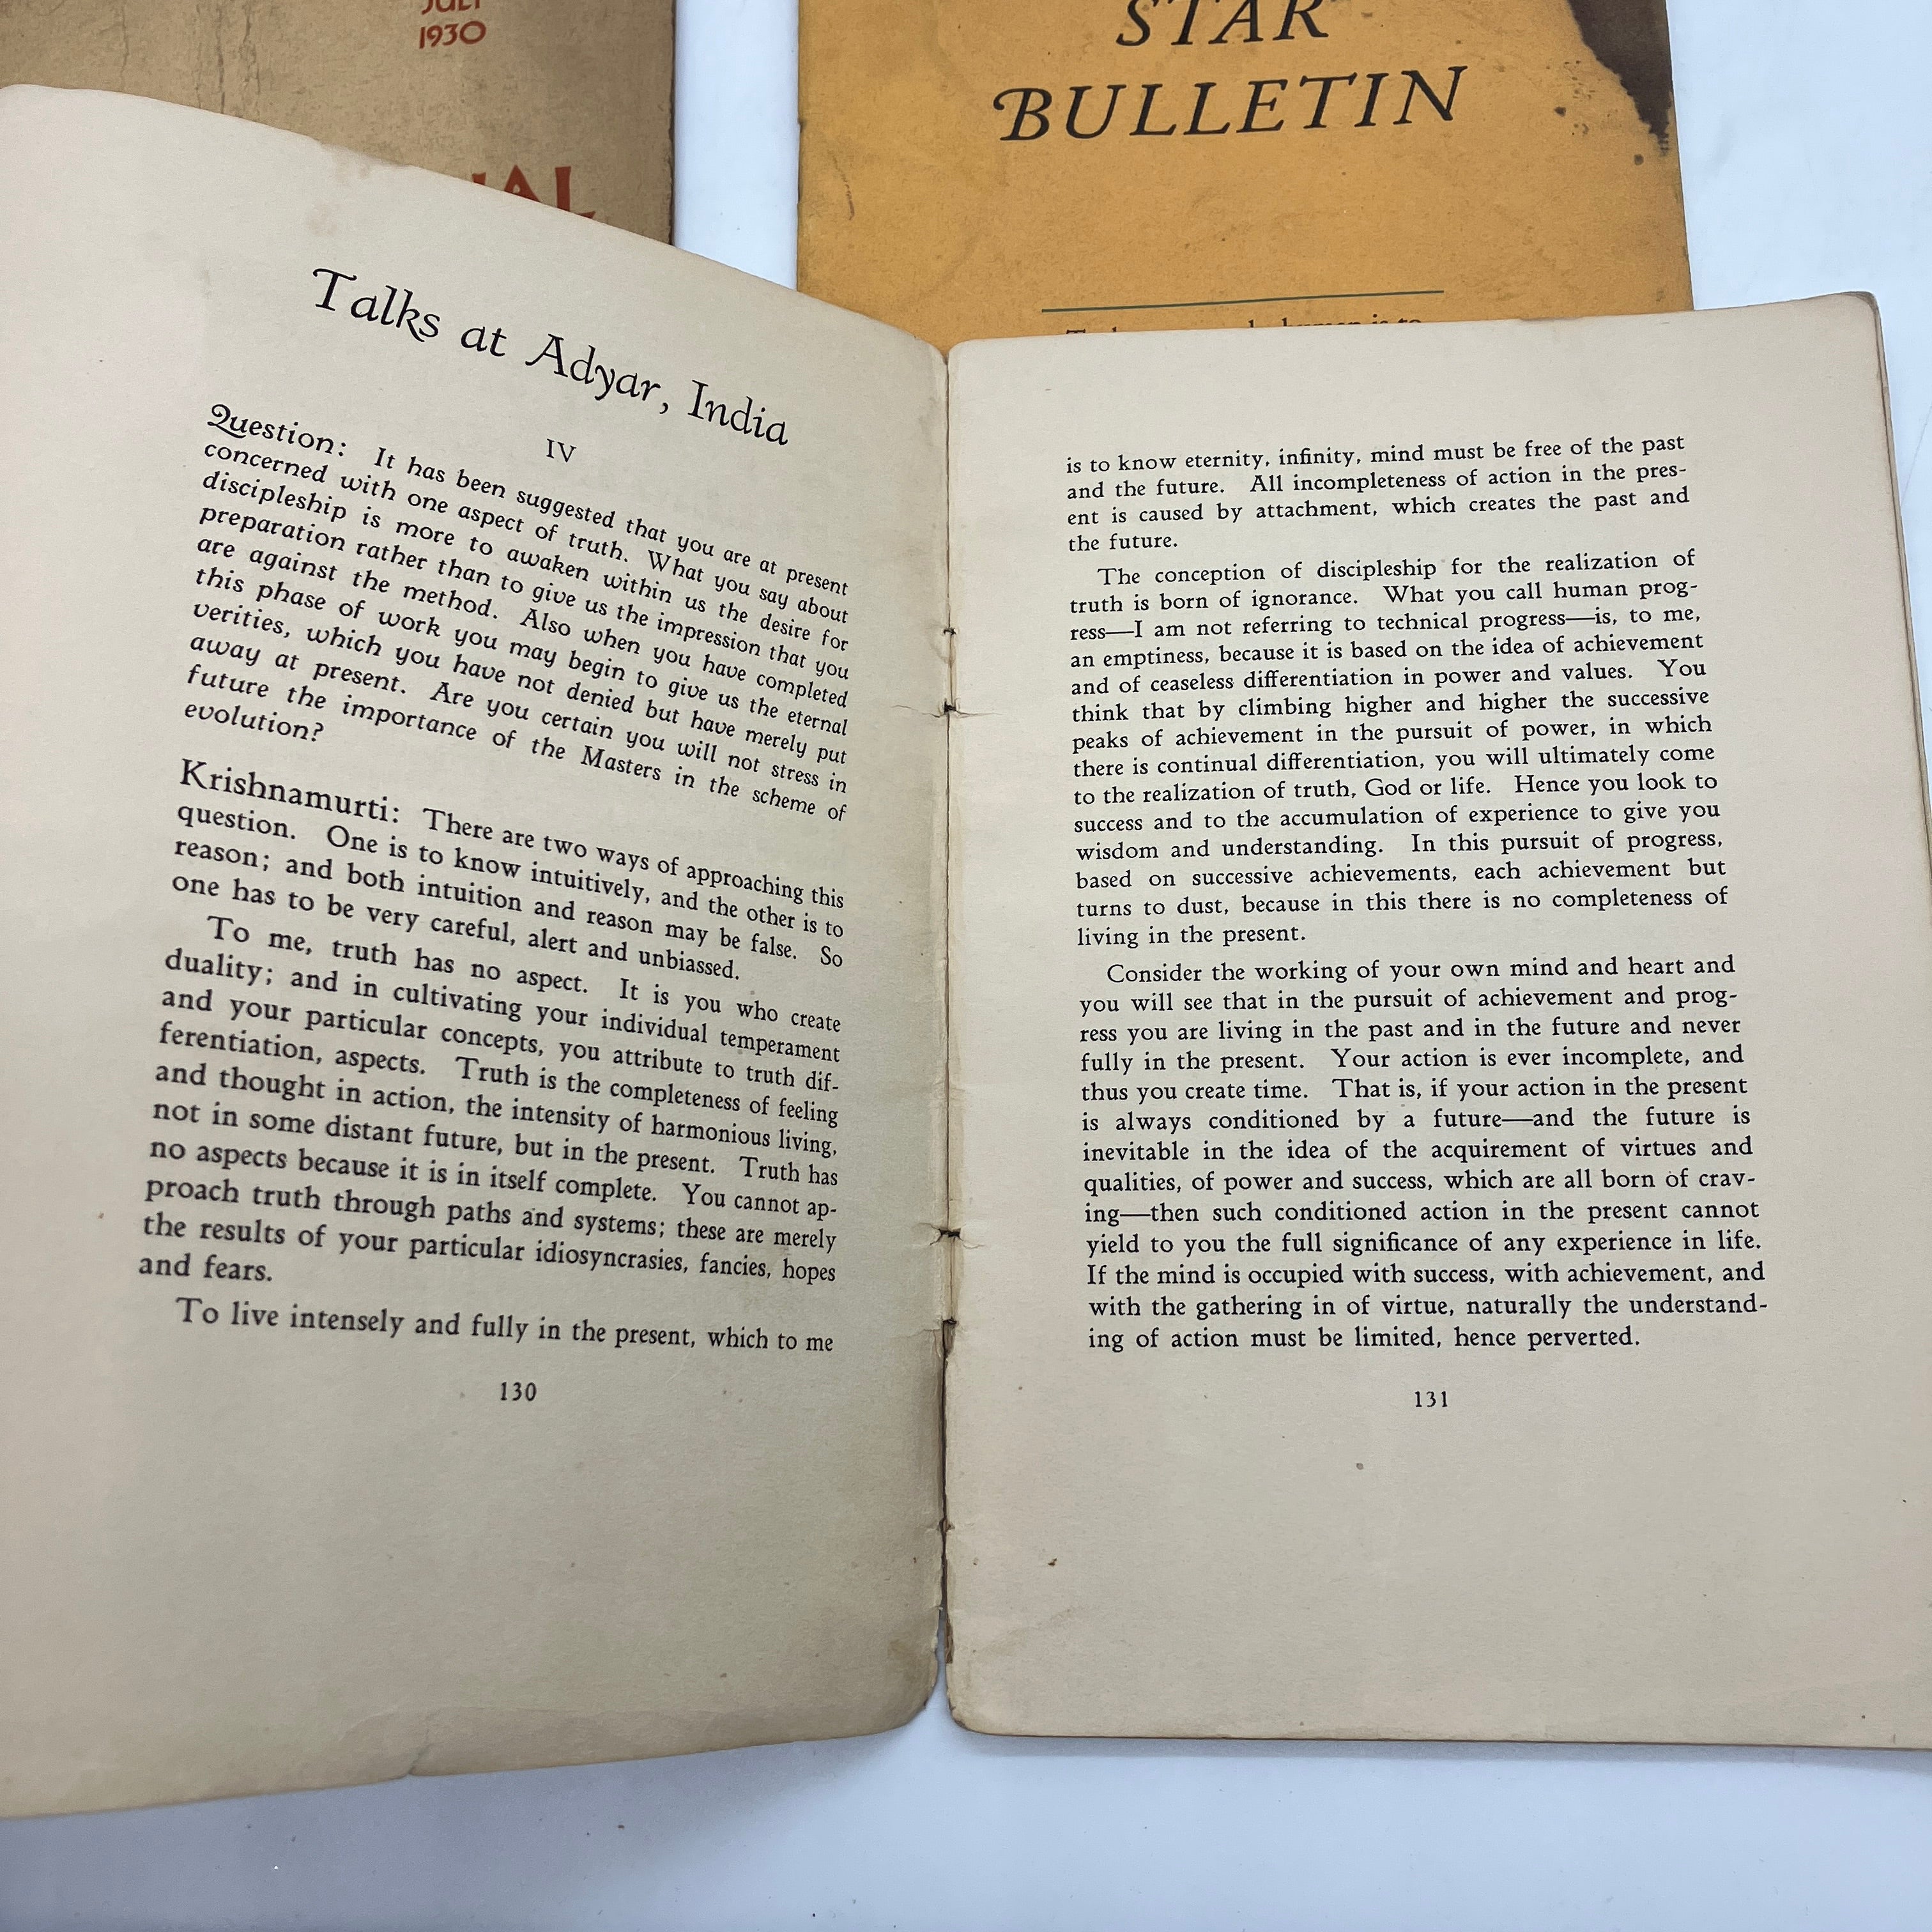 JULY
1930
STAR
BULLETIN
Talks at Adyar, India
IV
Question: It has been suggested that you are at present
concerned with one aspect of truth. What you say about
discipleship is more to awaken within us the desire for
preparation rather than to give us the impression that you
are against the method. Also when you have completed
this phase of work you may begin to give us the eternal
verities, which you have not denied but have merely put
away at present. Are you certain you will not stress in
future the importance of the Masters in the scheme of
evolution?
Krishnamurti: There are two ways of approaching this
question. One is to know intuitively, and the other is to
reason; and both intuition and reason may be false. So
one has to be very careful, alert and unbiassed.
To me, truth has no aspect. It is you who create
duality; and in cultivating your individual temperament
and your particular concepts, you attribute to truth dif-
ferentiation, aspects. Truth is the completeness of feeling
and thought in action, the intensity of harmonious living,
not in some distant future, but in the present. Truth has
no aspects because it is in itself complete. You cannot ap-
proach truth through paths and systems; these are merely
the results of your particular idiosyncrasies, fancies, hopes
and fears.
To live intensely and fully in the present, which to me
130
is to know eternity, infinity, mind must be free of the past
and the future. All incompleteness of action in the pres-
ent is caused by attachment, which creates the past and
the future.
The conception of discipleship for the realization of
truth is born of ignorance. What you call human prog-
ress—I am not referring to technical progress—is, to me,
an emptiness, because it is based on the idea of achievement
and of ceaseless differentiation in power and values. You
think that by climbing higher and higher the successive
peaks of achievement in the pursuit of power, in which
there is continual differentiation, you will ultimately come
to the realization of truth, God or life. Hence you look to
success and to the accumulation of experience to give you
wisdom and understanding. In this pursuit of progress,
based on successive achievements, each achievement but
turns to dust, because in this there is no completeness of
living in the present.
Consider the working of your own mind and heart and
you will see that in the pursuit of achievement and prog-
ress you are living in the past and in the future and never
fully in the present. Your action is ever incomplete, and
thus you create time. That is, if your action in the present
is always conditioned by a future—and the future is
inevitable in the idea of the acquirement of virtues and
qualities, of power and success, which are all born of crav-
ing—then such conditioned action in the present cannot
yield to you the full significance of any experience in life.
If the mind is occupied with success, with achievement, and
with the gathering in of virtue, naturally the understand-
ing of action must be limited, hence perverted.
131